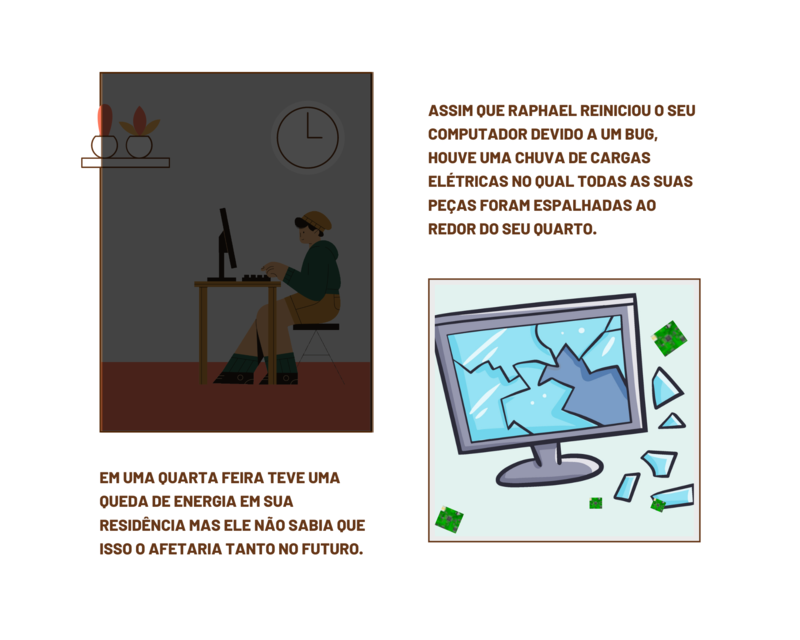 EM UMA QUARTA FEIRA TEVE UMA
QUEDA DE ENERGIA EM SUA
RESIDÊNCIA MAS ELE NÃO SABIA QUE
ISSO O AFETARIA TANTO NO FUTURO.
ASSIM QUE RAPHAEL REINICIOU O SEU
COMPUTADOR DEVIDO A UM BUG,
HOUVE UMA CHUVA DE CARGAS
ELÉTRICAS NO QUAL TODAS AS SUAS
PEÇAS FORAM ESPALHADAS AO
REDOR DO SEU QUARTO.